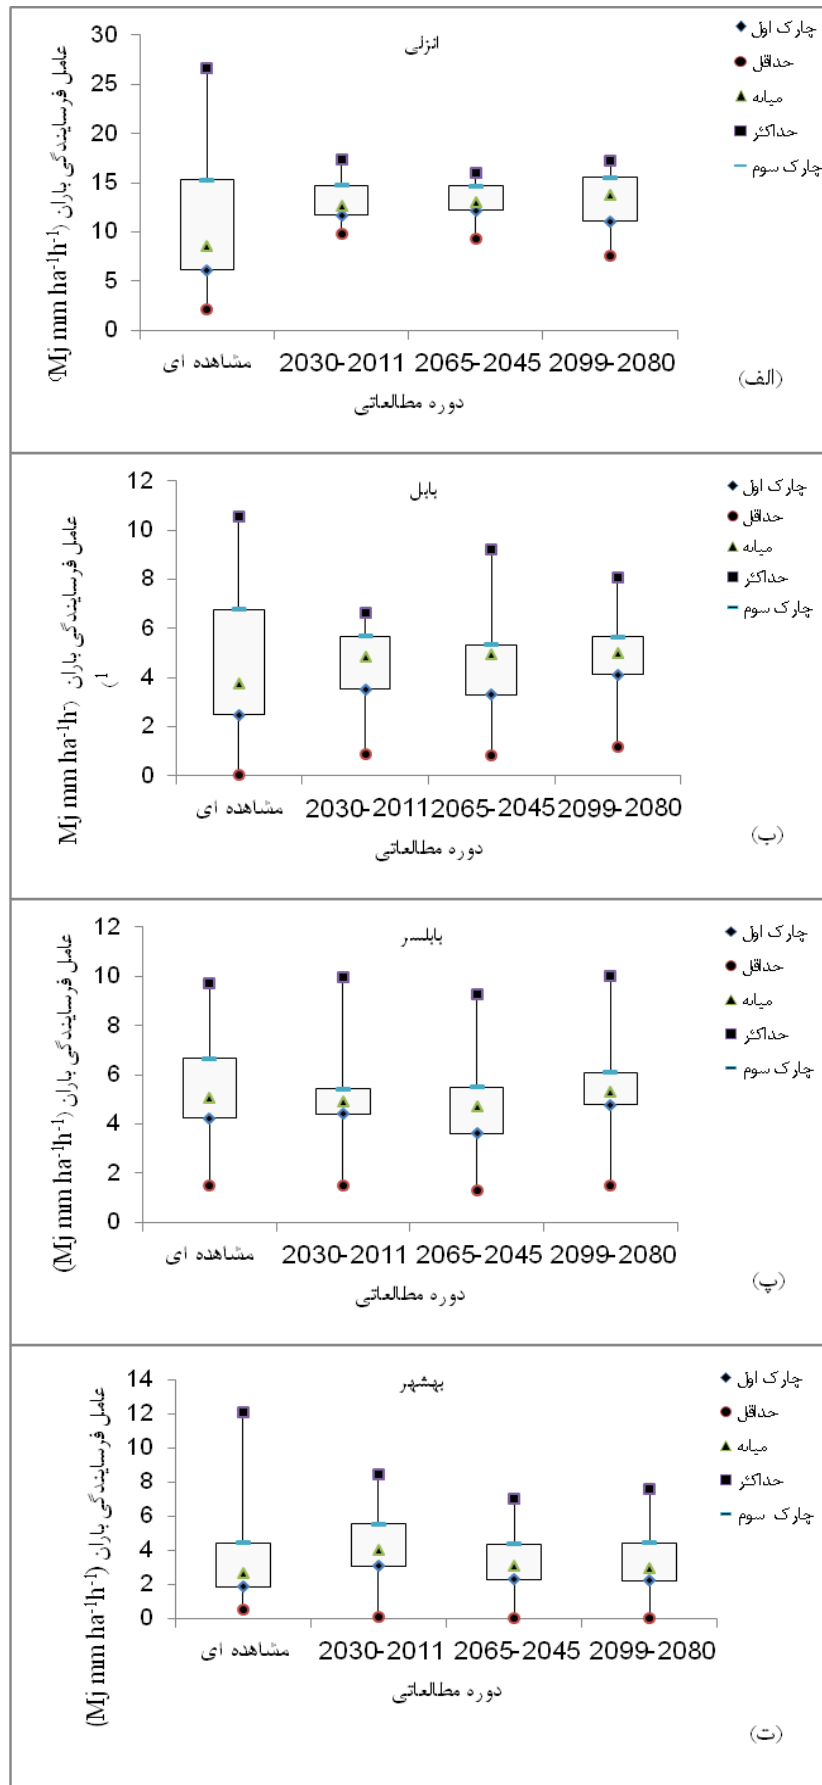 انزلی
عامل فرسایندگی باران (Mj mm ha⁻¹h⁻¹)
30
25
20
15
10
5
0
مشاهده ای 2030-2011 2065-2045 2099-2080
دوره مطالعاتی
چارک اول
حداقل
میانه
حداکثر
چارک سوم
(الف)
بابل
عامل فرسایندگی باران (Mj mm ha⁻¹h⁻
¹)
12
10
8
6
4
2
0
مشاهده ای 2030-2011 2065-2045 2099-2080
دوره مطالعاتی
چارک اول
حداقل
میانه
حداکثر
چارک سوم
(ب)
بابلسر
عامل فرسایندگی باران (Mj mm ha⁻¹h⁻¹)
12
10
8
6
4
2
0
مشاهده ای 2030-2011 2065-2045 2099-2080
دوره مطالعاتی
چارک اول
حداقل
میانه
حداکثر
چارک سوم
(پ)
بهشهر
عامل فرسایندگی باران (Mj mm ha⁻¹h⁻¹)
14
12
10
8
6
4
2
0
مشاهده ای 2030-2011 2065-2045 2099-2080
دوره مطالعاتی
چارک اول
حداقل
میانه
حداکثر
چارک سوم
(ت)